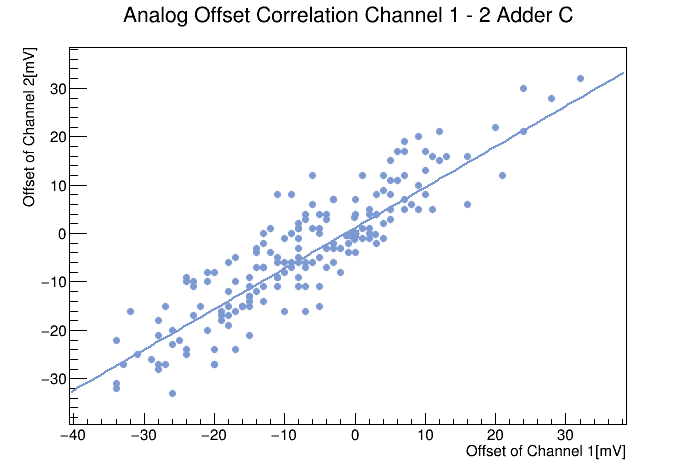 Analog Offset Correlation Channel 1 - 2 Adder C
Offset of Channel 2[mV]
30
20
10
0
−10
−20
−30
−40 −30 −20 −10 0 10 20 30
Offset of Channel 1[mV]